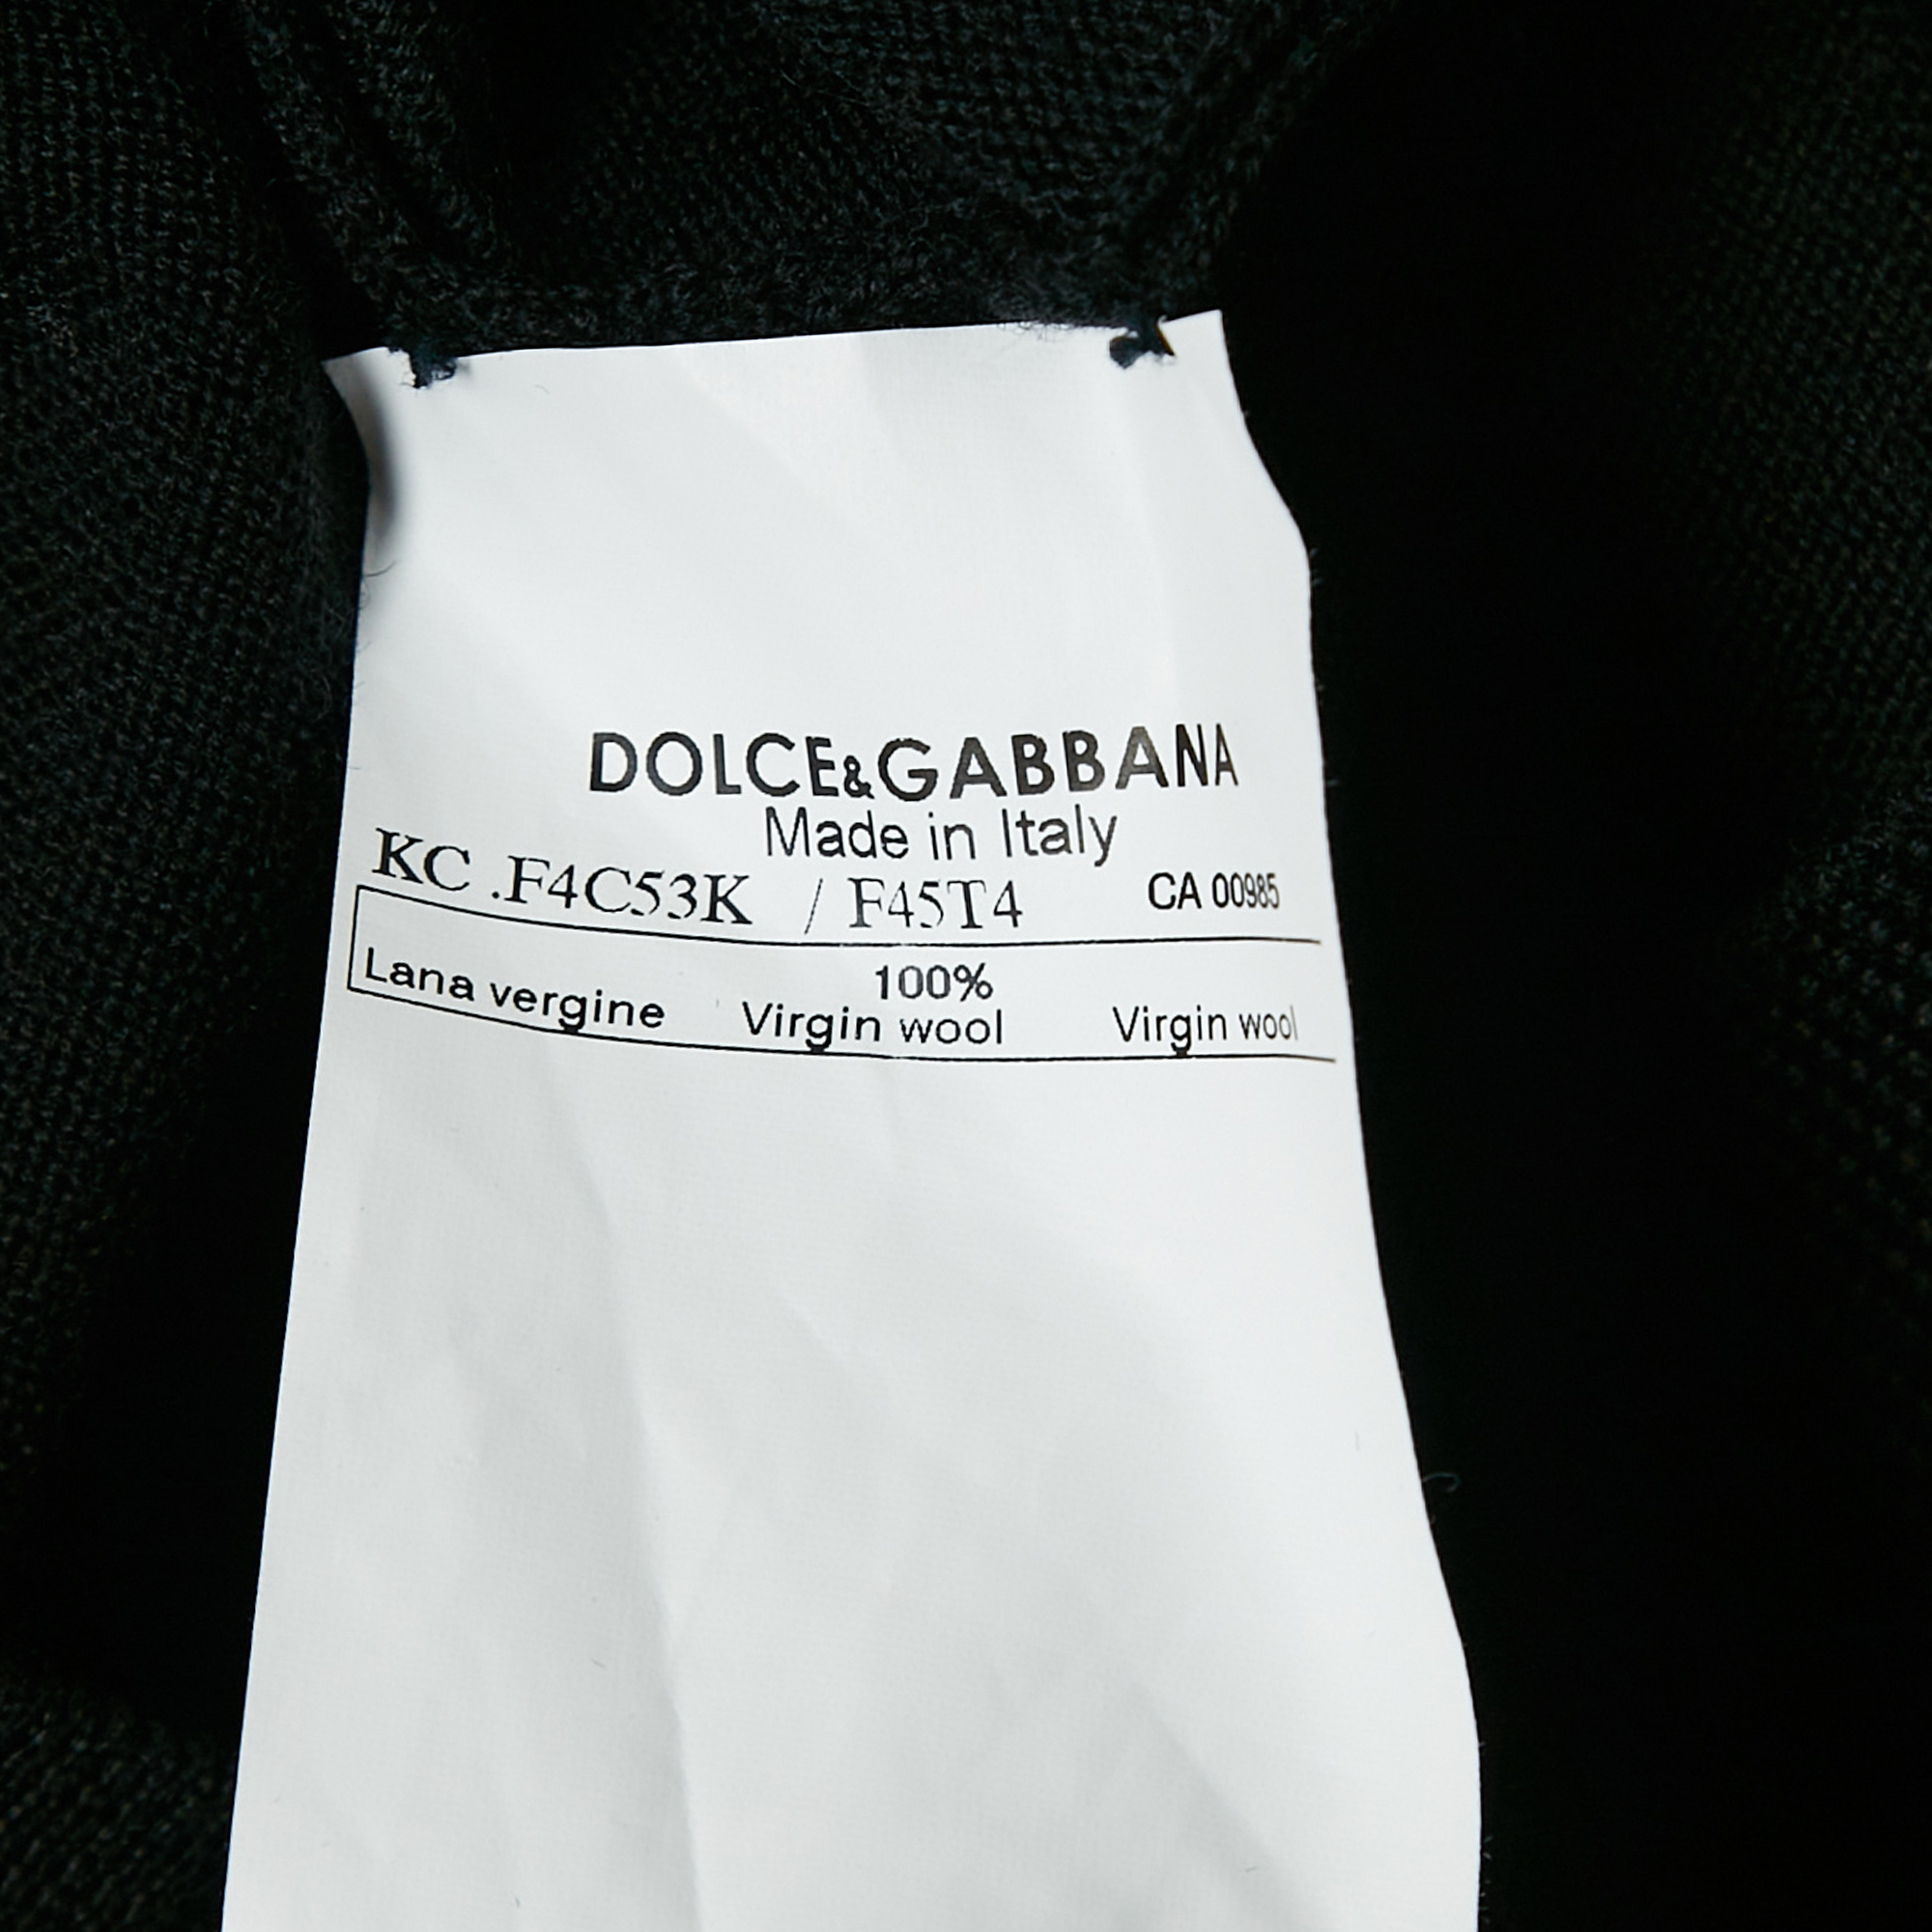 DOLCE&GABBANA
Made in Italy
KC .F4C53K / F45T4 CA 00985
100%
Lana vergine Virgin wool Virgin wool